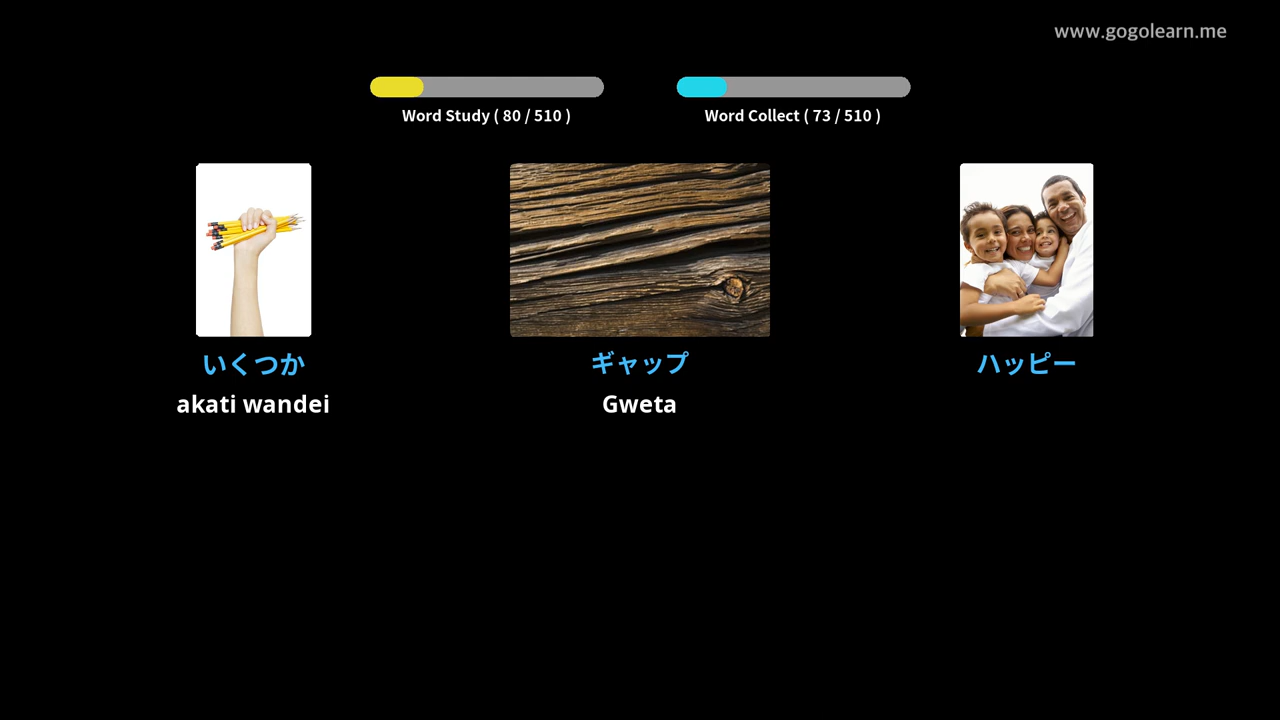 www.gogolearn.me
Word Study ( 80 / 510 )
Word Collect ( 73 / 510 )
いくつか
ギャップ
ハッピー
akati wandei
Gweta